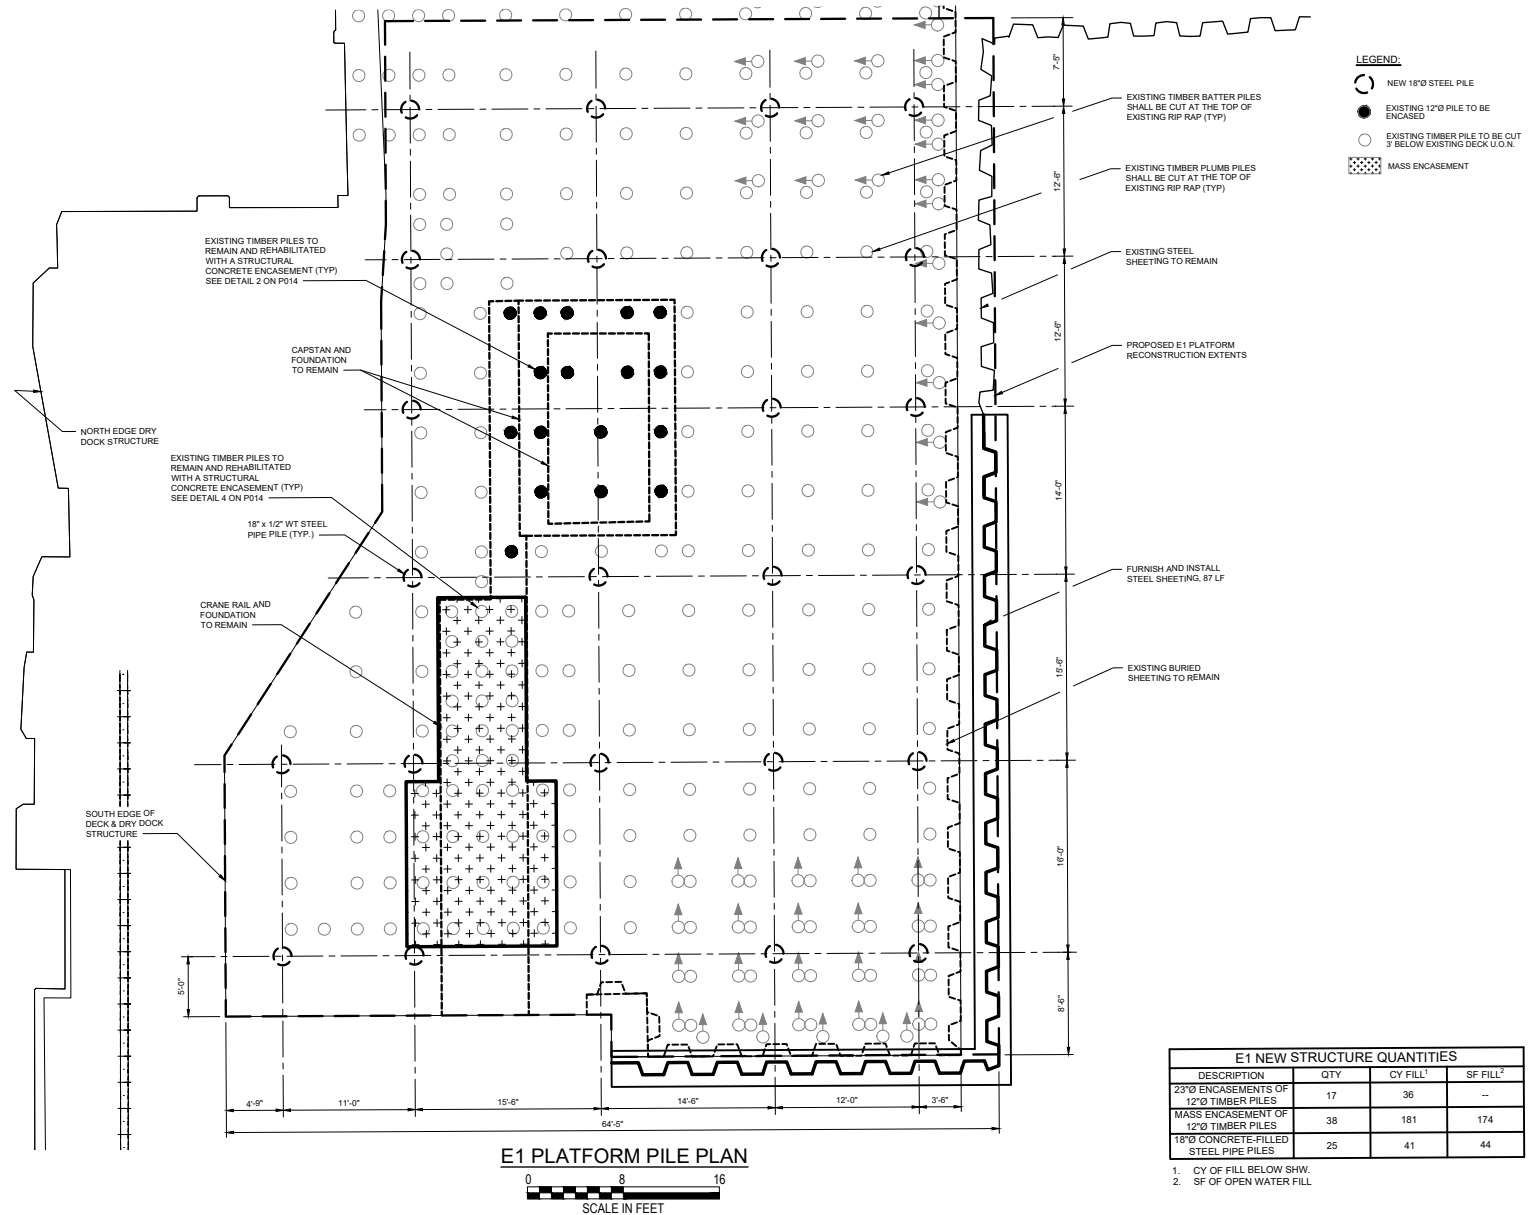 LEGEND:
NEW 18"Ø STEEL PILE
EXISTING 12"Ø PILE TO BE
ENCASED
EXISTING TIMBER PILE TO BE CUT
3' BELOW EXISTING DECK U.O.N.
MASS ENCASEMENT
EXISTING TIMBER BATTER PILES
SHALL BE CUT AT THE TOP OF
EXISTING RIP RAP (TYP)
EXISTING TIMBER PLUMB PILES
SHALL BE CUT AT THE TOP OF
EXISTING RIP RAP (TYP)
EXISTING STEEL
SHEETING TO REMAIN
PROPOSED E1 PLATFORM
RECONSTRUCTION EXTENTS
FURNISH AND INSTALL
STEEL SHEETING, 87 LF
EXISTING BURIED
SHEETING TO REMAIN
EXISTING TIMBER PILES TO
REMAIN AND REHABILITATED
WITH A STRUCTURAL
CONCRETE ENCASEMENT (TYP)
SEE DETAIL 2 ON P014
CAPSTAN AND
FOUNDATION
TO REMAIN
NORTH EDGE DRY
DOCK STRUCTURE
EXISTING TIMBER PILES TO
REMAIN AND REHABILITATED
WITH A STRUCTURAL
CONCRETE ENCASEMENT (TYP)
SEE DETAIL 4 ON P014
18" x 1/2" WT STEEL
PIPE PILE (TYP.)
CRANE RAIL AND
FOUNDATION
TO REMAIN
SOUTH EDGE OF
DECK & DRY DOCK
STRUCTURE
7'-5"
12'-6"
12'-6"
14'-0"
15'-6"
16'-0"
8'-6"
5'-0"
4'-9"
11'-0"
15'-6"
14'-6"
12'-0"
3'-6"
64'-5"
E1 PLATFORM PILE PLAN
0 8 16
SCALE IN FEET
E1 NEW STRUCTURE QUANTITIES
DESCRIPTION QTY CY FILL¹ SF FILL²
23"Ø ENCASEMENTS OF
12"Ø TIMBER PILES 17 36 --
MASS ENCASEMENT OF
12"Ø TIMBER PILES 38 181 174
18"Ø CONCRETE-FILLED
STEEL PIPE PILES 25 41 44
1. CY OF FILL BELOW SHW.
2. SF OF OPEN WATER FILL